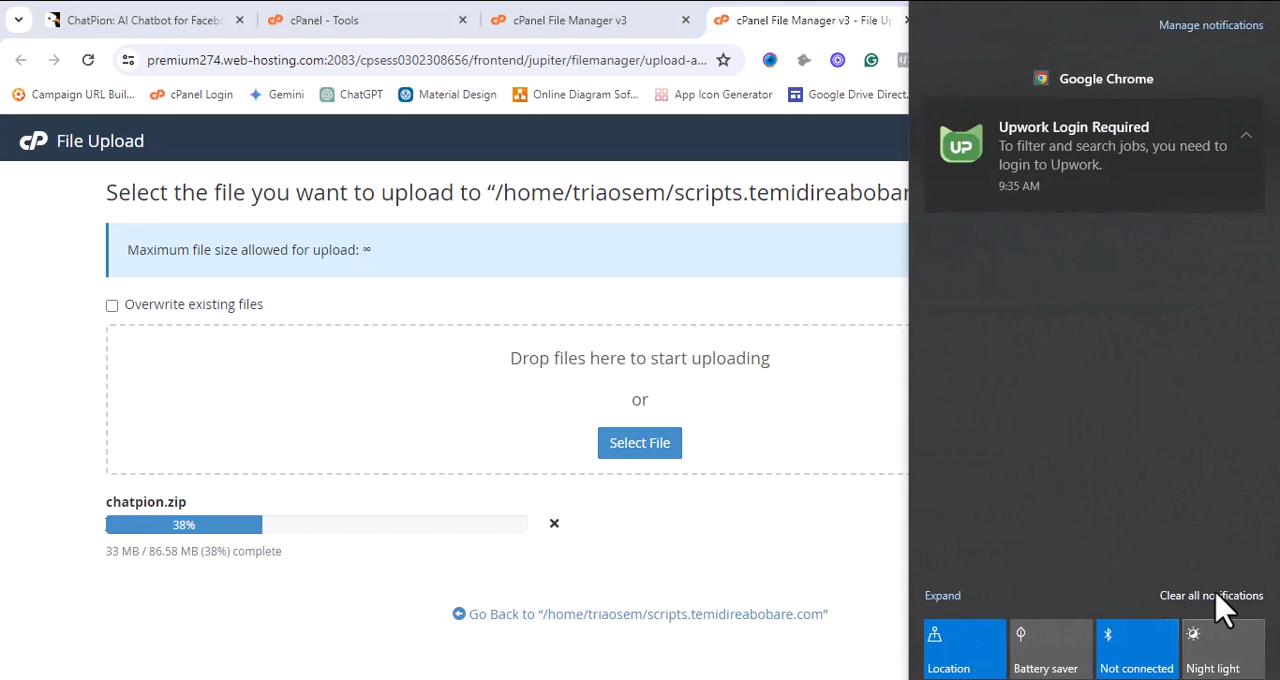 ChatPion: AI Chatbot for Facebo
cPanel - Tools
cPanel File Manager v3
cPanel File Manager v3 - File Up
premium274.web-hosting.com:2083/cpsess0302308656/frontend/jupiter/filemanager/upload-a...
Campaign URL Buil...
cPanel Login
Gemini
ChatGPT
Material Design
Online Diagram Sof...
App Icon Generator
Google Drive Direct.
cP File Upload
Select the file you want to upload to “/home/triaosem/scripts.temidireabobar
Maximum file size allowed for upload: ∞
Overwrite existing files
Drop files here to start uploading
or
Select File
chatpion.zip
38%
33 MB / 86.58 MB (38%) complete
Go Back to “/home/triaosem/scripts.temidireabobare.com”
Manage notifications
Google Chrome
UP
Upwork Login Required
To filter and search jobs, you need to
login to Upwork.
9:35 AM
Expand
Clear all notifications
Location
Battery saver
Not connected
Night light